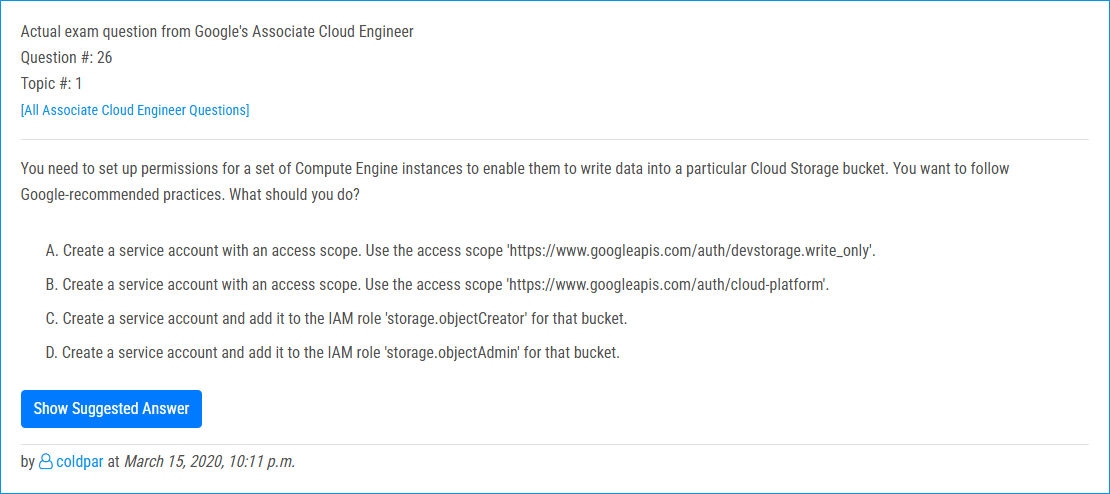 Actual exam question from Google's Associate Cloud Engineer
Question #: 26
Topic #: 1
[All Associate Cloud Engineer Questions]
You need to set up permissions for a set of Compute Engine instances to enable them to write data into a particular Cloud Storage bucket. You want to follow
Google-recommended practices. What should you do?
A. Create a service account with an access scope. Use the access scope 'https://www.googleapis.com/auth/devstorage.write_only'.
B. Create a service account with an access scope. Use the access scope 'https://www.googleapis.com/auth/cloud-platform'.
C. Create a service account and add it to the IAM role 'storage.objectCreator' for that bucket.
D. Create a service account and add it to the IAM role 'storage.objectAdmin' for that bucket.
Show Suggested Answer
by coldpar at March 15, 2020, 10:11 p.m.